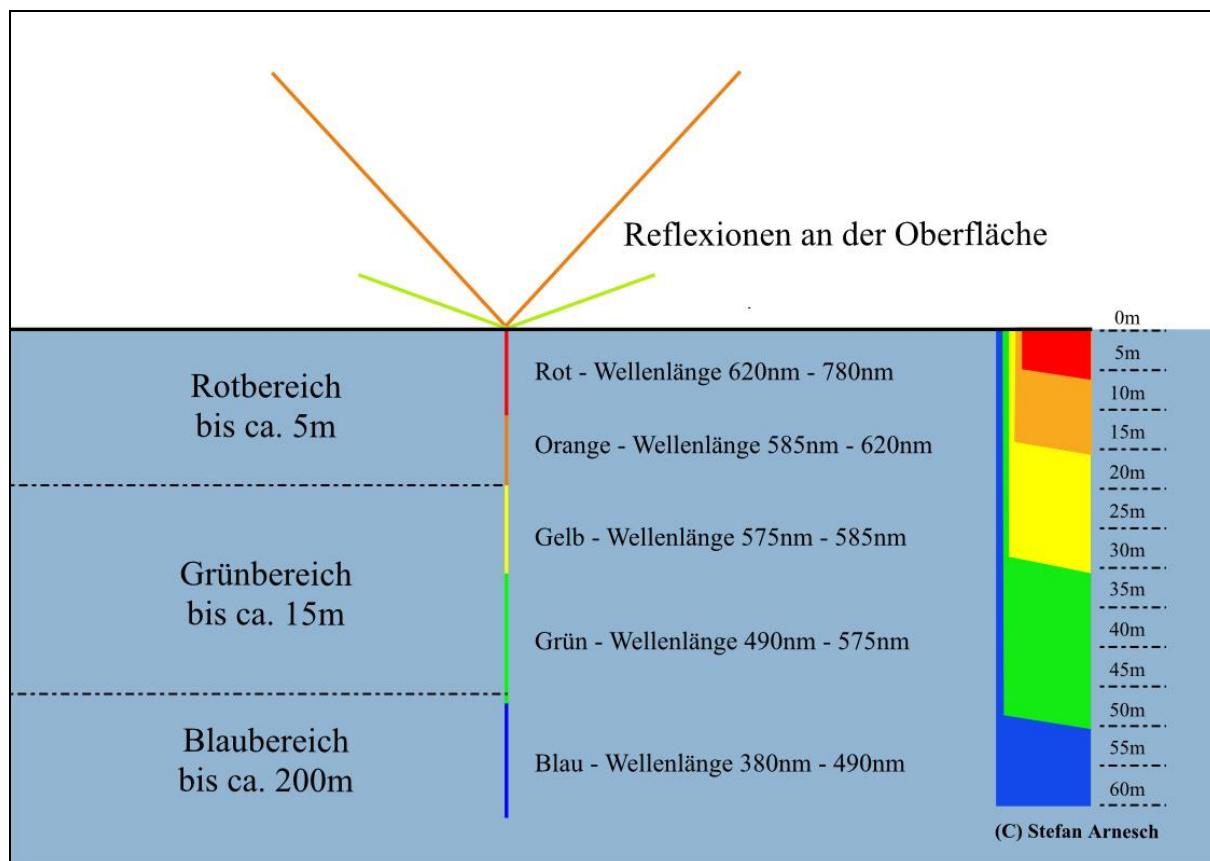 Reflexionen an der Oberfläche
Rotbereich
bis ca. 5m
Grünbereich
bis ca. 15m
Blaubereich
bis ca. 200m
Rot - Wellenlänge 620nm - 780nm
Orange - Wellenlänge 585nm - 620nm
Gelb - Wellenlänge 575nm - 585nm
Grün - Wellenlänge 490nm - 575nm
Blau - Wellenlänge 380nm - 490nm
0m
5m
10m
15m
20m
25m
30m
35m
40m
45m
50m
55m
60m
(C) Stefan Arnesch